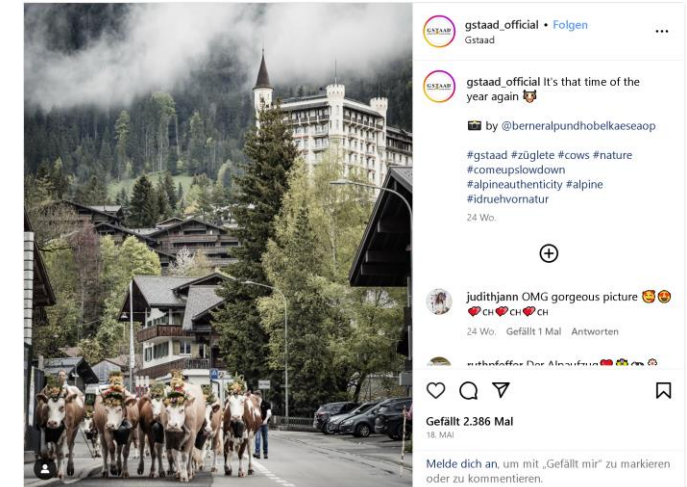 gstaad_official • Folgen
Gstaad
gstaad_official It's that time of the
year again 🐮
📷 by @berneralpundhobelkaeseaop
#gstaad #züglete #cows #nature
#comeupslowdown
#alpineauthenticity #alpine
#idruehvornatur
24 Wo.
judithjann OMG gorgeous picture 🥰😍
❤️CH❤️CH❤️CH
24 Wo. Gefällt 1 Mal Antworten
ruthpfeffer Der Alpaufzug
Gefällt 2.386 Mal
18. MAI
Melde dich an, um mit „Gefällt mir“ zu markieren
oder zu kommentieren.